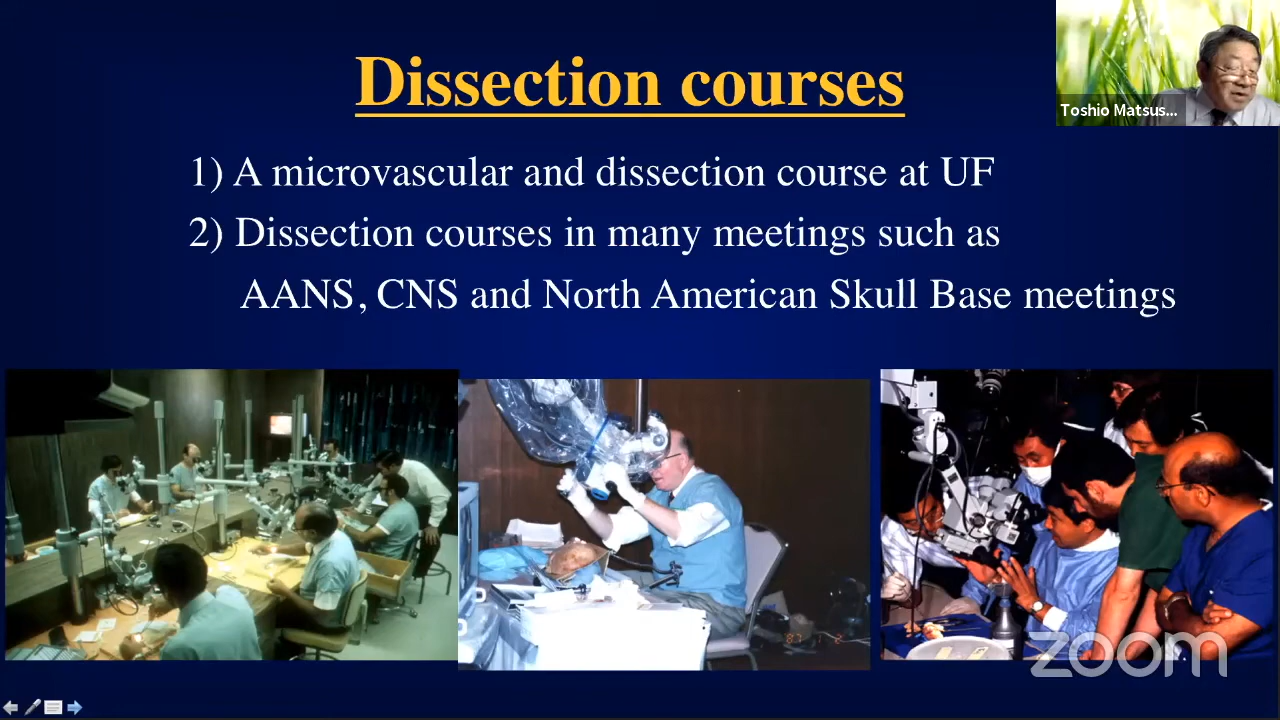 Dissection courses
Toshio Matsus...
1) A microvascular and dissection course at UF
2) Dissection courses in many meetings such as
AANS, CNS and North American Skull Base meetings
zoom